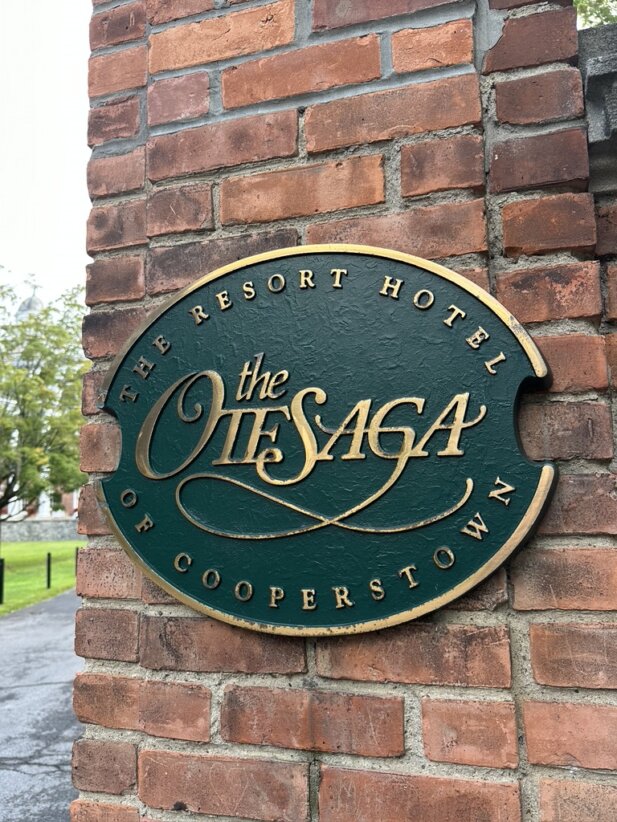 THE RESORT HOTEL
the
OTESAGA
OF COOPERSTOWN